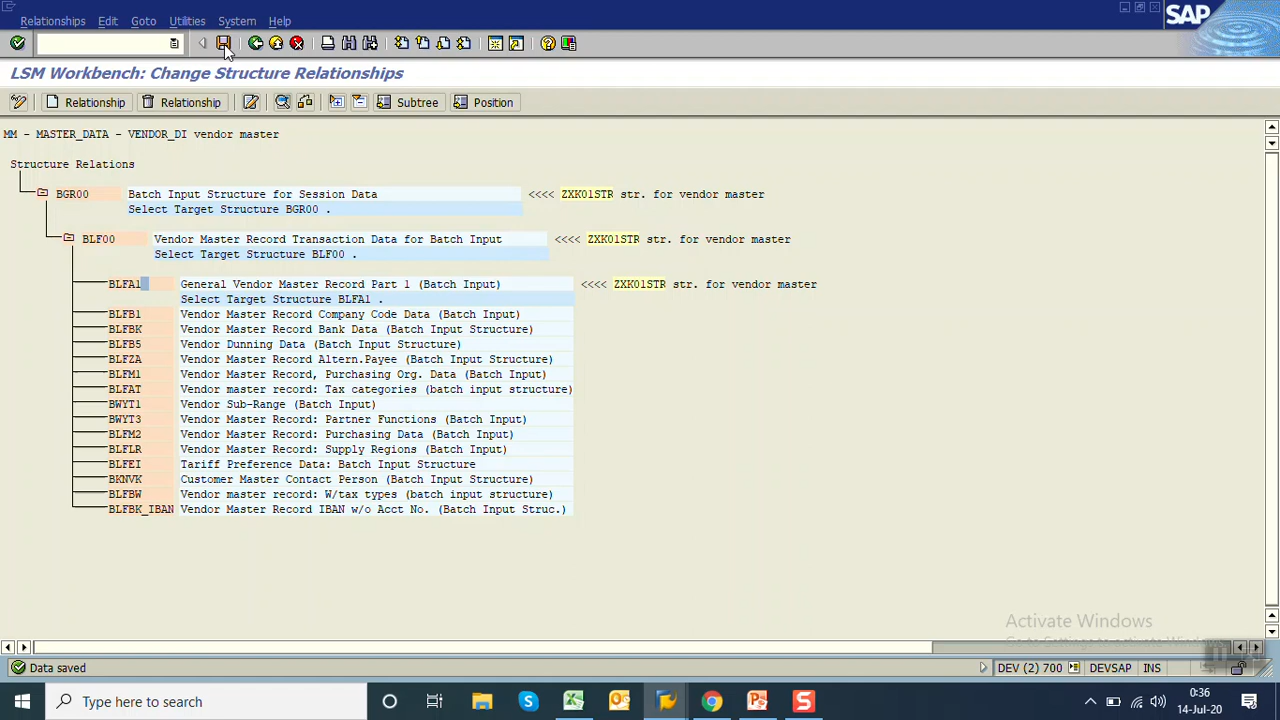 Relationships Edit Goto Utilities System Help
SAP
LSM Workbench: Change Structure Relationships
Relationship Relationship Subtree Position
MM - MASTER_DATA - VENDOR_DI vendor master
Structure Relations
BGR00 Batch Input Structure for Session Data <<<< ZXK01STR str. for vendor master
Select Target Structure BGR00 .
BLF00 Vendor Master Record Transaction Data for Batch Input <<<< ZXK01STR str. for vendor master
Select Target Structure BLF00 .
BLFA1 General Vendor Master Record Part 1 (Batch Input) <<<< ZXK01STR str. for vendor master
Select Target Structure BLFA1 .
BLFB1 Vendor Master Record Company Code Data (Batch Input)
BLFBK Vendor Master Record Bank Data (Batch Input Structure)
BLFB5 Vendor Dunning Data (Batch Input Structure)
BLFZA Vendor Master Record Altern.Payee (Batch Input Structure)
BLFM1 Vendor Master Record, Purchasing Org. Data (Batch Input)
BLFAT Vendor master record: Tax categories (batch input structure)
BWYT1 Vendor Sub-Range (Batch Input)
BWYT3 Vendor Master Record: Partner Functions (Batch Input)
BLFM2 Vendor Master Record: Purchasing Data (Batch Input)
BLFLR Vendor Master Record: Supply Regions (Batch Input)
BLFEI Tariff Preference Data: Batch Input Structure
BKNVK Customer Master Contact Person (Batch Input Structure)
BLFBW Vendor master record: W/tax types (batch input structure)
BLFBK_IBAN Vendor Master Record IBAN w/o Acct No. (Batch Input Struc.)
Activate Windows
Go to Settings to activate Windows
Data saved DEV (2) 700 DEVSAP INS
Type here to search
0:36
14-Jul-20